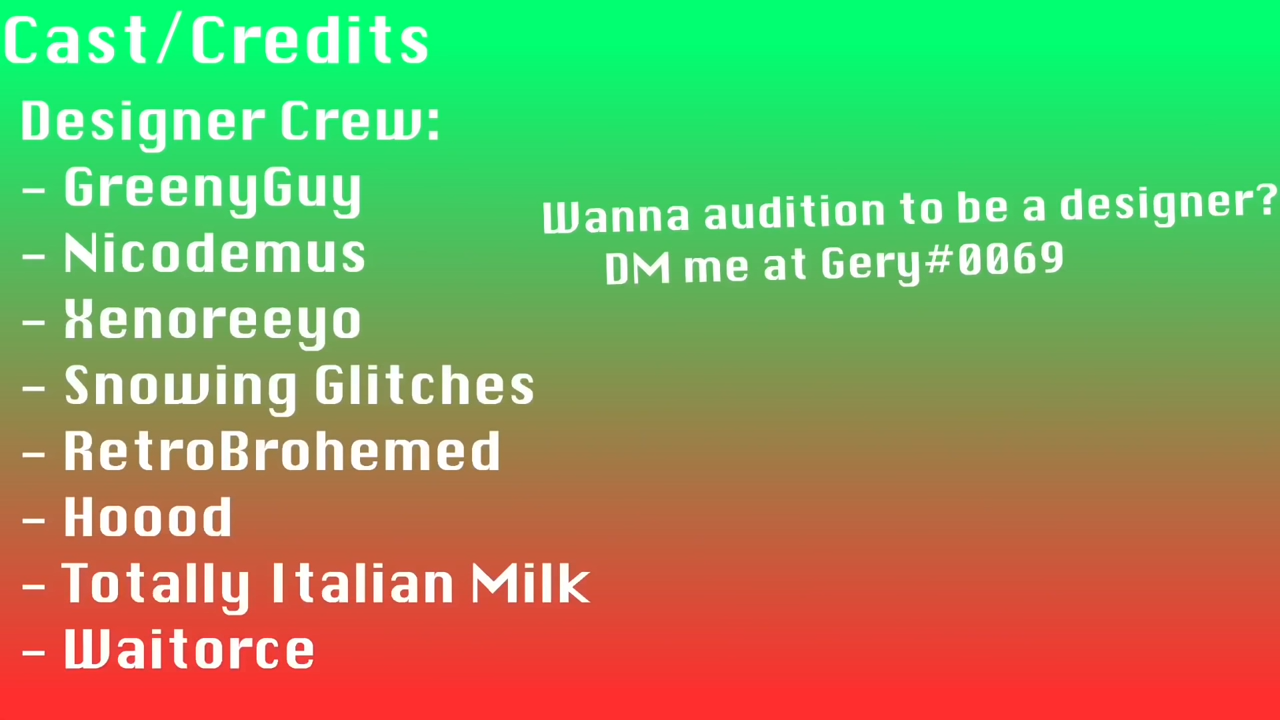 Cast/Credits
Designer Crew:
- GreenyGuy
- Nicodemus
- Xenoreeyo
- Snowing Glitches
- RetroBrohemed
- Hoood
- Totally Italian Milk
- Waitorce
Wanna audition to be a designer?
DM me at Gery#0069